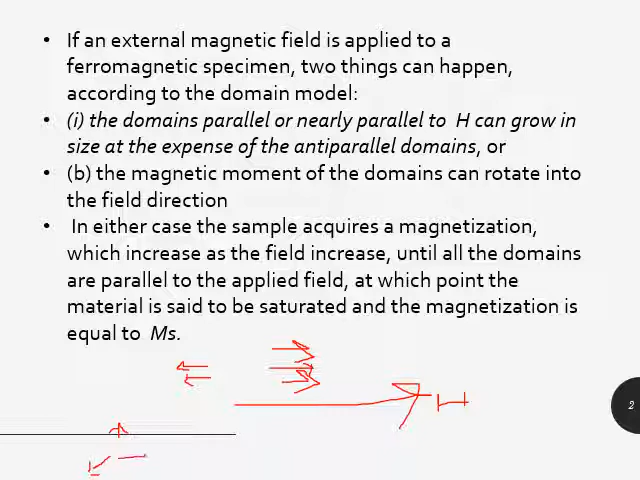 • If an external magnetic field is applied to a
ferromagnetic specimen, two things can happen,
according to the domain model:
• (i) the domains parallel or nearly parallel to H can grow in
size at the expense of the antiparallel domains, or
• (b) the magnetic moment of the domains can rotate into
the field direction
• In either case the sample acquires a magnetization,
which increase as the field increase, until all the domains
are parallel to the applied field, at which point the
material is said to be saturated and the magnetization is
equal to Ms.
H
2